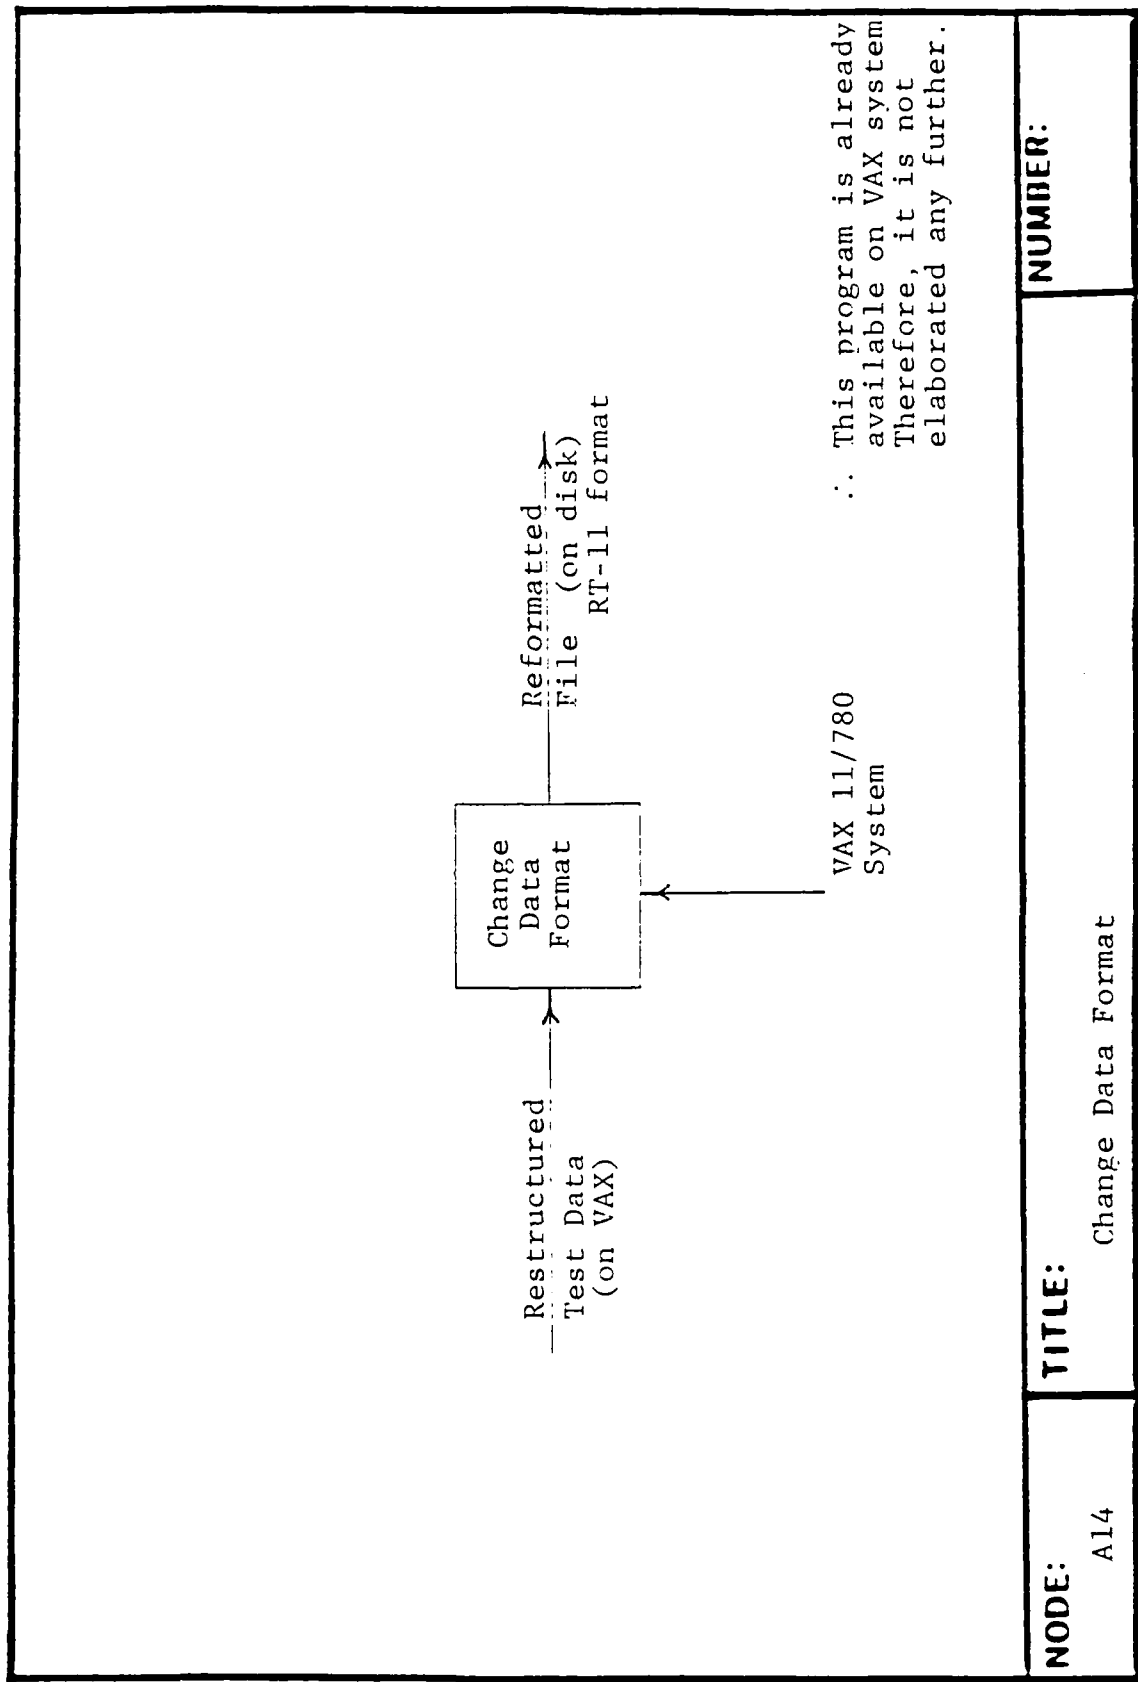 Restructured
Test Data
(on VAX)
Change
Data
Format
Reformatted
File (on disk)
RT-11 format
VAX 11/780
System
∴ This program is already
available on VAX system
Therefore, it is not
elaborated any further.
NODE:
A14
TITLE:
Change Data Format
NUMBER: